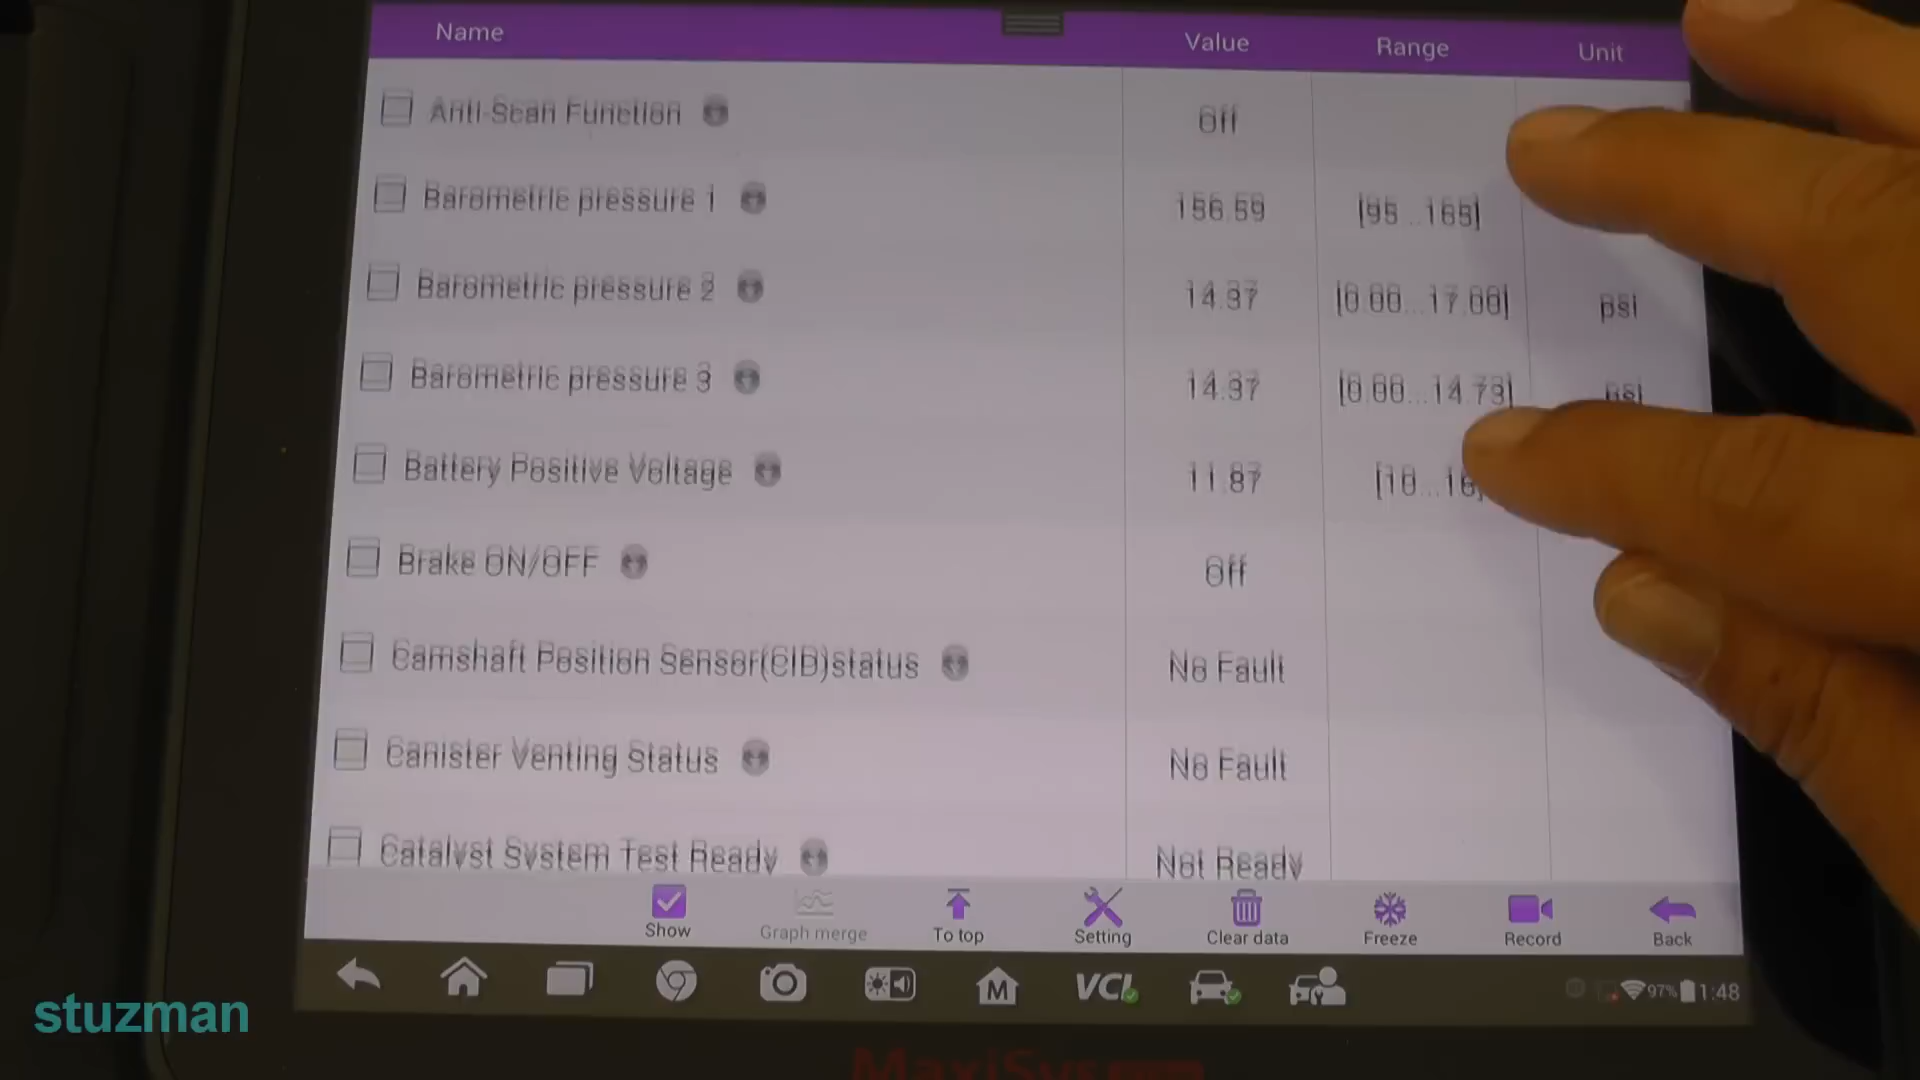 Name Value Range Unit
Anti-Scan Function Off
Barometric pressure 1 156.59 [95...165]
Barometric pressure 2 14.37 [0.00...17.00] psi
Barometric pressure 3 14.37 [0.00...14.73] psi
Battery Positive Voltage 11.87 [10...16]
Brake ON/OFF Off
Camshaft Position Sensor(CID)status No Fault
Canister Venting Status No Fault
Catalyst System Test Ready Not Ready
Show Graph merge To top Setting Clear data Freeze Record Back
M VCI 97% 1:48
stuzman
MaxiSys